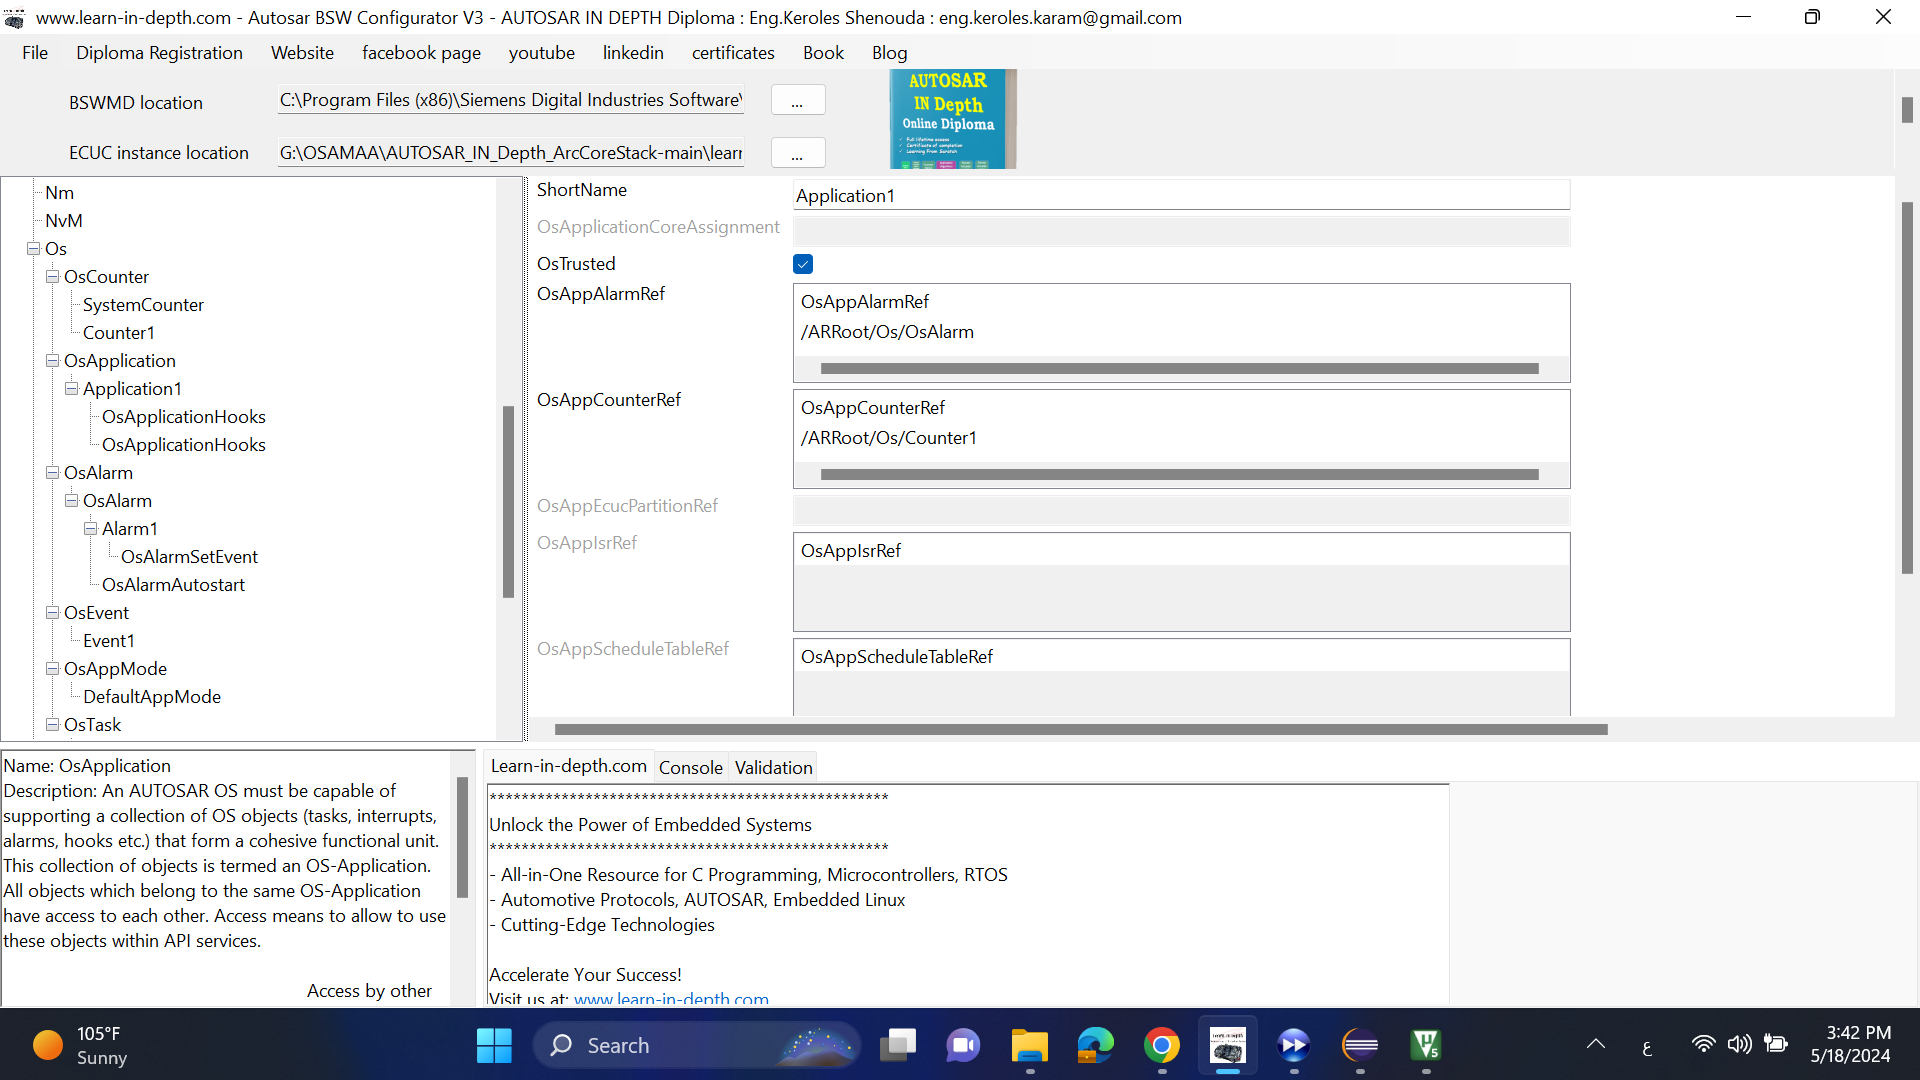 www.learn-in-depth.com - Autosar BSW Configurator V3 - AUTOSAR IN DEPTH Diploma : Eng.Keroles Shenouda : eng.keroles.karam@gmail.com
File Diploma Registration Website facebook page youtube linkedin certificates Book Blog
BSWMD location C:\Program Files (x86)\Siemens Digital Industries Software\ ...
ECUC instance location G:\OSAMAA\AUTOSAR_IN_Depth_ArcCoreStack-main\lear ...
AUTOSAR
IN Depth
Online Diploma
Full lifetime access
Certificate of completion
Learning From Scratch
Nm
NvM
Os
OsCounter
SystemCounter
Counter1
OsApplication
Application1
OsApplicationHooks
OsApplicationHooks
OsAlarm
OsAlarm
Alarm1
OsAlarmSetEvent
OsAlarmAutostart
OsEvent
Event1
OsAppMode
DefaultAppMode
OsTask
ShortName Application1
OsApplicationCoreAssignment
OsTrusted
OsAppAlarmRef
OsAppAlarmRef
/ARRoot/Os/OsAlarm
OsAppCounterRef
OsAppCounterRef
/ARRoot/Os/Counter1
OsAppEcucPartitionRef
OsAppIsrRef
OsAppIsrRef
OsAppScheduleTableRef
OsAppScheduleTableRef
Name: OsApplication
Description: An AUTOSAR OS must be capable of
supporting a collection of OS objects (tasks, interrupts,
alarms, hooks etc.) that form a cohesive functional unit.
This collection of objects is termed an OS-Application.
All objects which belong to the same OS-Application
have access to each other. Access means to allow to use
these objects within API services.
Access by other
Learn-in-depth.com Console Validation
**************************************************
Unlock the Power of Embedded Systems
**************************************************
- All-in-One Resource for C Programming, Microcontrollers, RTOS
- Automotive Protocols, AUTOSAR, Embedded Linux
- Cutting-Edge Technologies
Accelerate Your Success!
Visit us at: www.learn-in-depth.com
105°F
Sunny
Search
ع
3:42 PM
5/18/2024